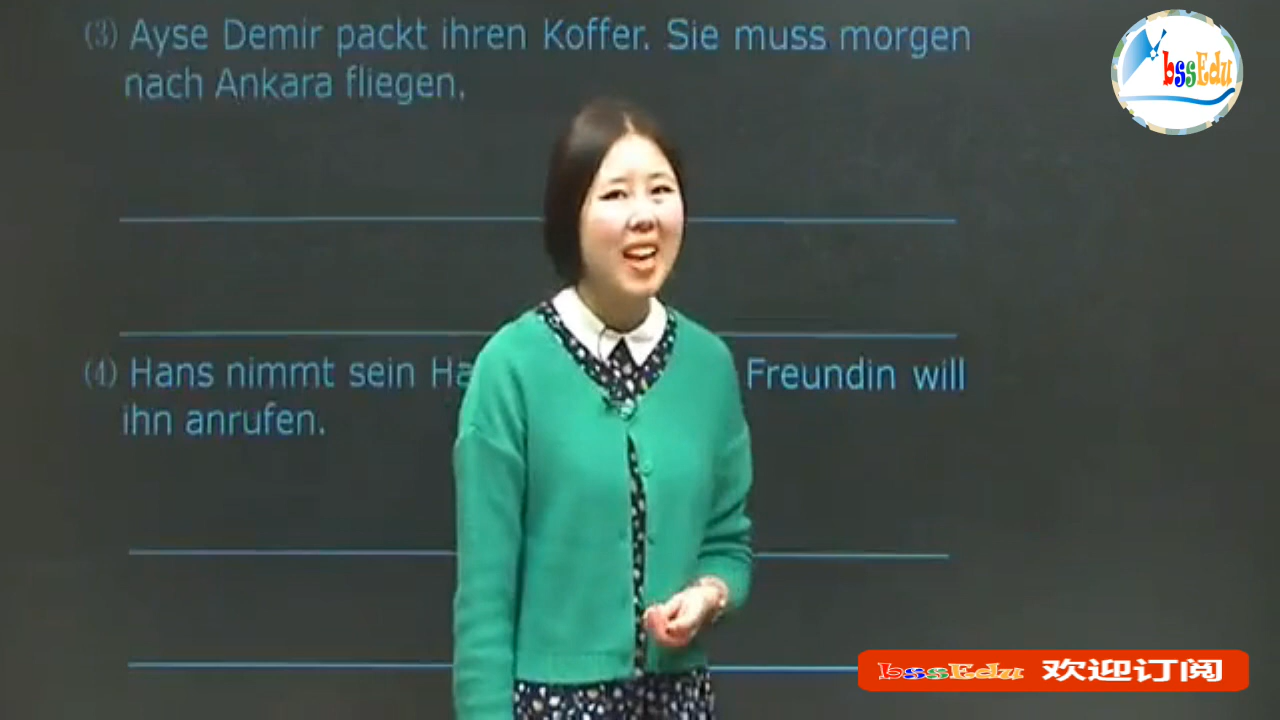 (3) Ayse Demir packt ihren Koffer. Sie muss morgen
nach Ankara fliegen.
bssEdu
(4) Hans nimmt sein Freundin will
ihn anrufen.
bssEdu 欢迎订阅